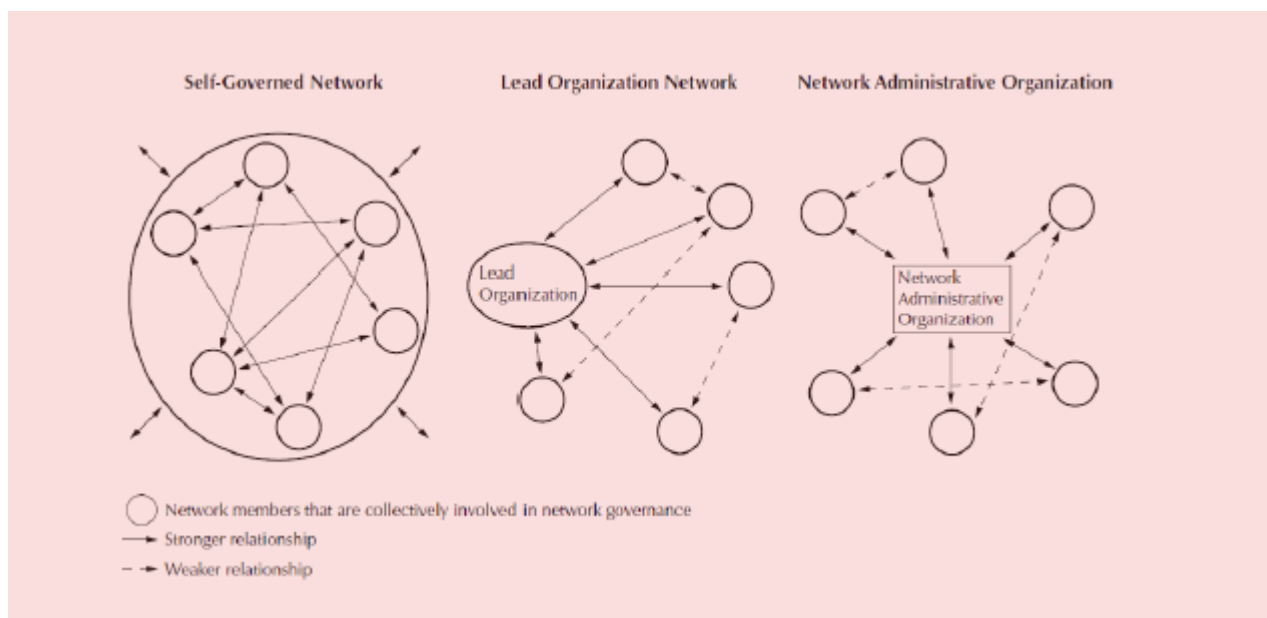 Self-Governed Network
Lead Organization Network
Network Administrative Organization
Lead
Organization
Network
Administrative
Organization
Network members that are collectively involved in network governance
Stronger relationship
Weaker relationship